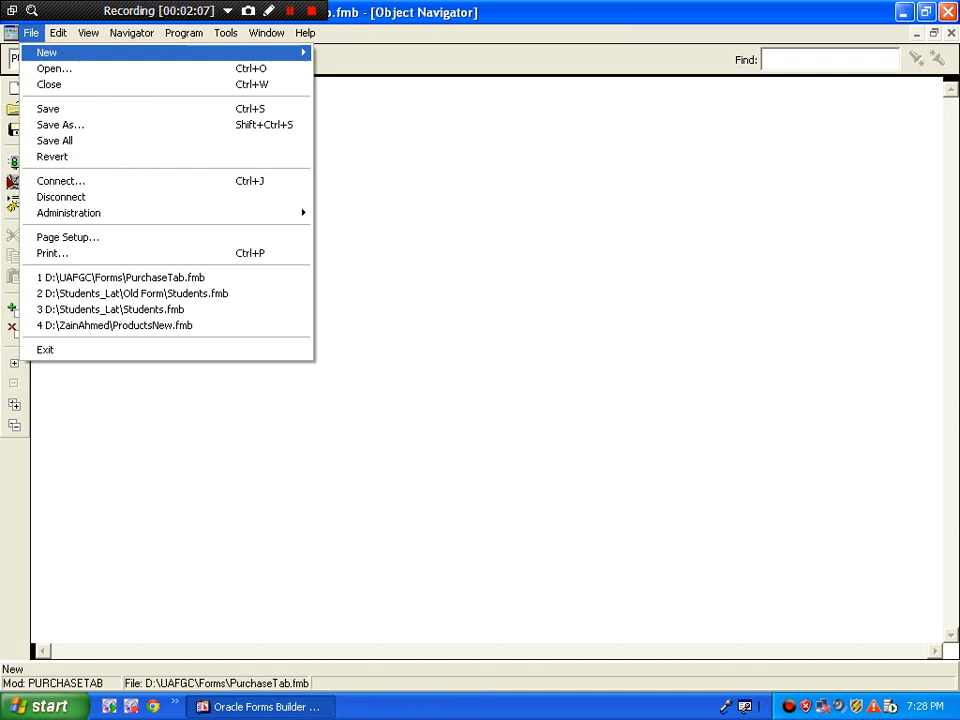 Recording [00:02:07] b.fmb - [Object Navigator]
File Edit View Navigator Program Tools Window Help
Find:
New
Open... Ctrl+O
Close Ctrl+W
Save Ctrl+S
Save As... Shift+Ctrl+S
Save All
Revert
Connect... Ctrl+J
Disconnect
Administration
Page Setup...
Print... Ctrl+P
1 D:\UAFGC\Forms\PurchaseTab.fmb
2 D:\Students_Lat\Old Form\Students.fmb
3 D:\Students_Lat\Students.fmb
4 D:\ZainAhmed\ProductsNew.fmb
Exit
New
Mod: PURCHASETAB File: D:\UAFGC\Forms\PurchaseTab.fmb
start Oracle Forms Builder ... 7:28 PM